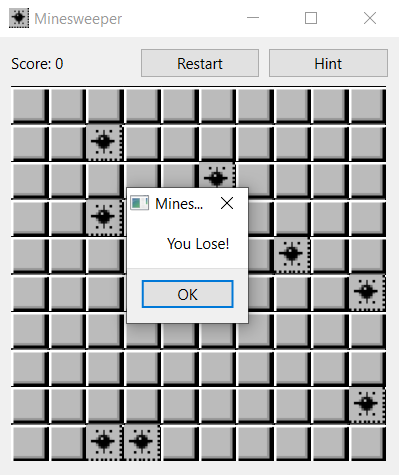 Minesweeper
Score: 0
Restart
Hint
Mines...
You Lose!
OK